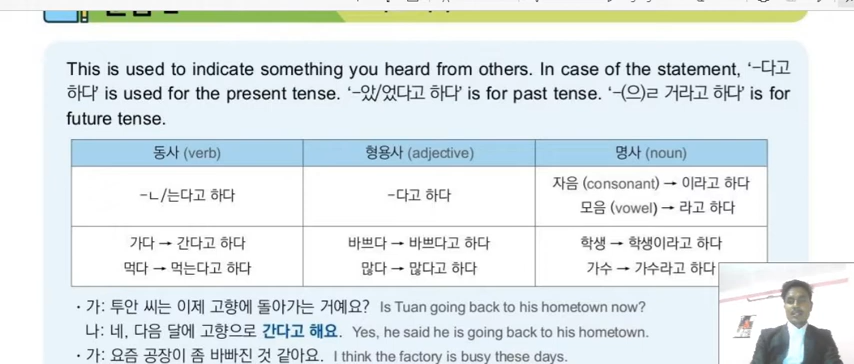 This is used to indicate something you heard from others. In case of the statement, ‘-다고
하다’ is used for the present tense. ‘-았/었다고 하다’ is for past tense. ‘-(으)ㄹ 거라고 하다’ is for
future tense.
동사 (verb) 형용사 (adjective) 명사 (noun)
-ㄴ/는다고 하다 -다고 하다 자음 (consonant) → 이라고 하다
모음 (vowel) → 라고 하다
가다 → 간다고 하다 바쁘다 → 바쁘다고 하다 학생 → 학생이라고 하다
먹다 → 먹는다고 하다 많다 → 많다고 하다 가수 → 가수라고 하다
· 가: 투안 씨는 이제 고향에 돌아가는 거예요? Is Tuan going back to his hometown now?
나: 네, 다음 달에 고향으로 간다고 해요. Yes, he said he is going back to his hometown.
· 가: 요즘 공장이 좀 바빠진 것 같아요. I think the factory is busy these days.